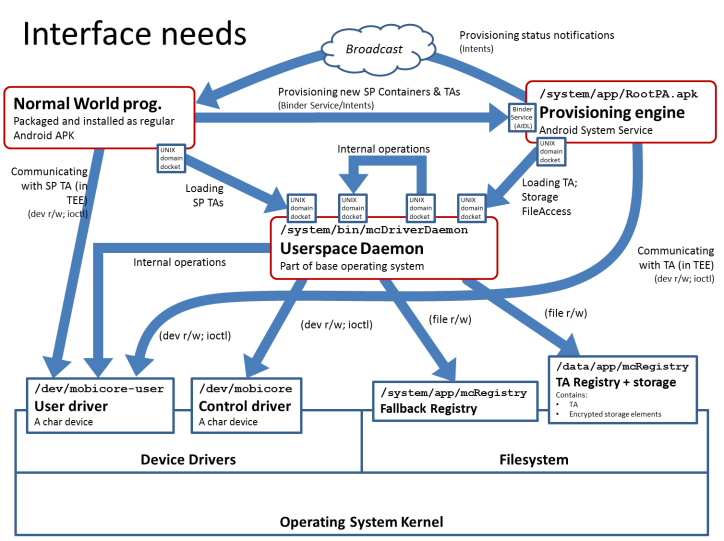 Interface needs
Broadcast
Provisioning status notifications
(Intents)
Normal World prog.
Packaged and installed as regular
Android APK
Provisioning new SP Containers & TAs
(Binder Service/Intents)
/system/app/RootPA.apk
Provisioning engine
Android System Service
Binder
Service
(AIDL)
UNIX
domain
docket
UNIX
domain
docket
Communicating
with SP TA (in
TEE)
(dev r/w; ioctl)
Loading
SP TAs
Internal operations
Loading TA;
Storage
FileAccess
UNIX
domain
docket
UNIX
domain
docket
UNIX
domain
docket
UNIX
domain
docket
/system/bin/mcDriverDaemon
Userspace Daemon
Part of base operating system
Internal operations
Communicating
with TA (in TEE)
(dev r/w; ioctl)
(dev r/w; ioctl)
(dev r/w; ioctl)
(file r/w)
(file r/w)
/dev/mobicore-user
User driver
A char device
/dev/mobicore
Control driver
A char device
/system/app/mcRegistry
Fallback Registry
/data/app/mcRegistry
TA Registry + storage
Contains:
• TA
• Encrypted storage elements
Device Drivers
Filesystem
Operating System Kernel